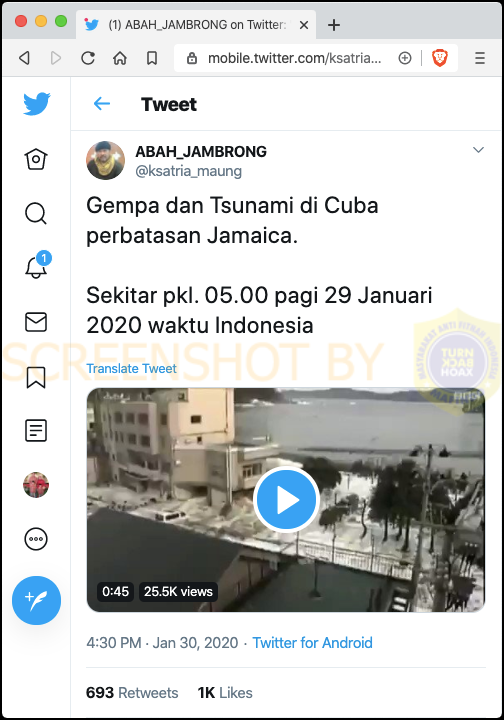 (1) ABAH_JAMBRONG on Twitter:
mobile.twitter.com/ksatria...
Tweet
ABAH_JAMBRONG
@ksatria_maung
Gempa dan Tsunami di Cuba
perbatasan Jamaica.
Sekitar pkl. 05.00 pagi 29 Januari
2020 waktu Indonesia
1
SCREENSHOT BY
MASYARAKAT ANTI FITNAH INDONESIA
TURN
BACK
HOAX
Translate Tweet
0:45 25.5K views
4:30 PM · Jan 30, 2020 · Twitter for Android
693 Retweets 1K Likes